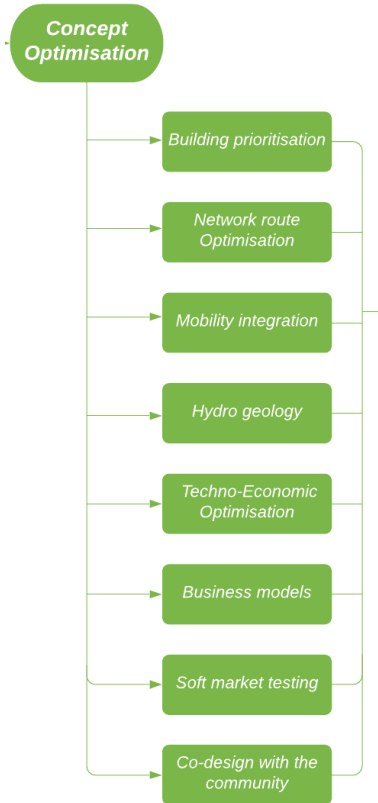 Concept
Optimisation
Building prioritisation
Network route
Optimisation
Mobility integration
Hydro geology
Techno-Economic
Optimisation
Business models
Soft market testing
Co-design with the
community